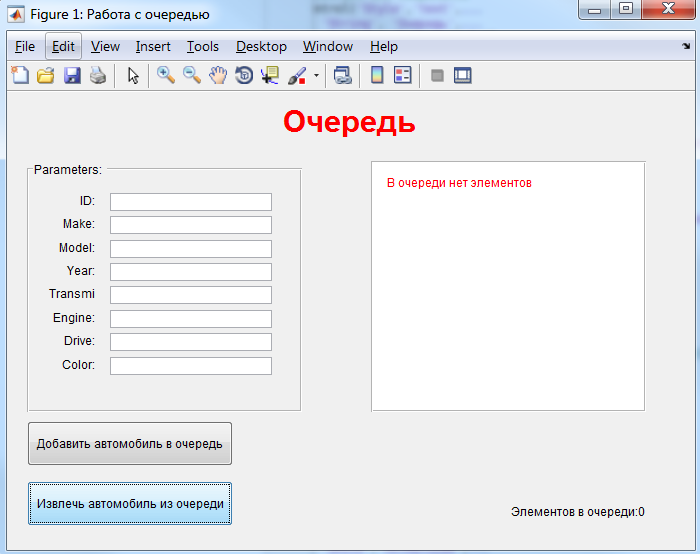 Figure 1: Работа с очередью
File Edit View Insert Tools Desktop Window Help
Очередь
Parameters:
ID:
Make:
Model:
Year:
Transmi
Engine:
Drive:
Color:
В очереди нет элементов
Добавить автомобиль в очередь
Извлечь автомобиль из очереди
Элементов в очереди:0